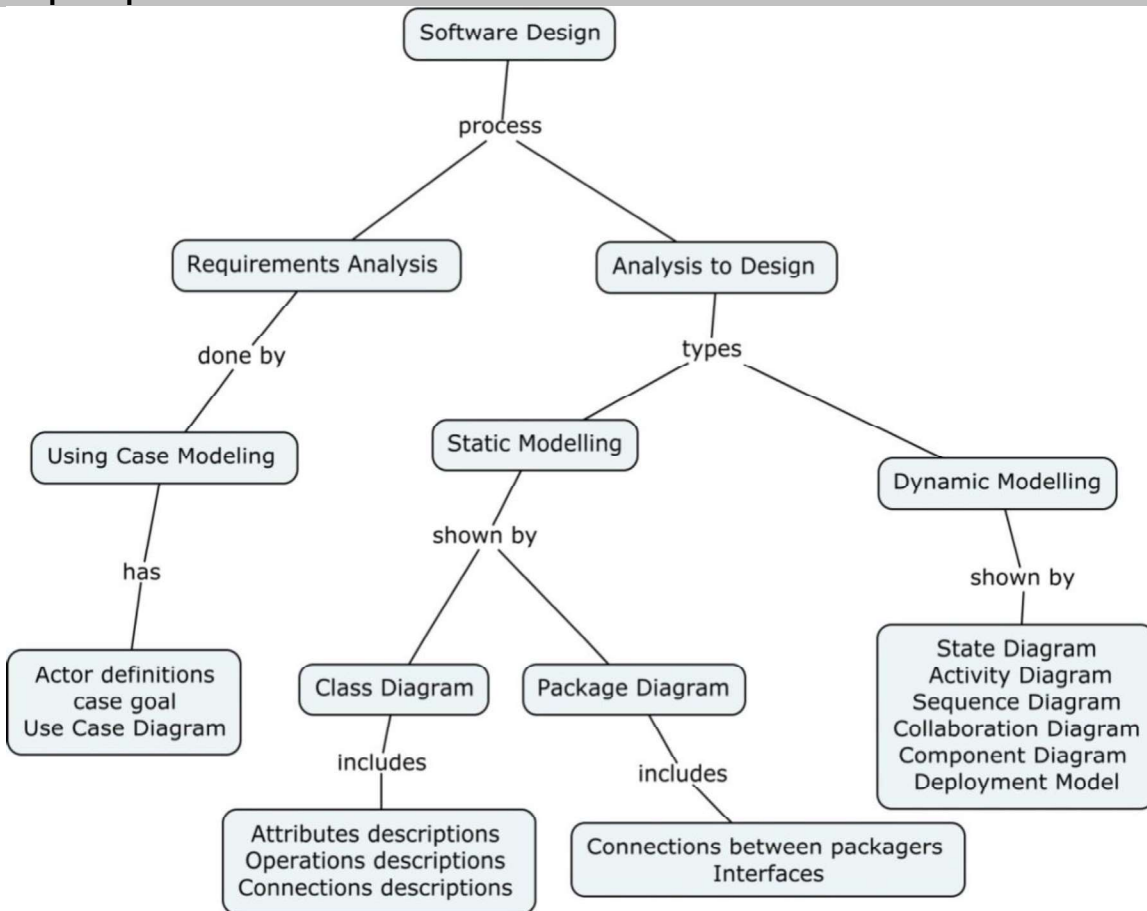 Software Design
process
Requirements Analysis
Analysis to Design
done by
types
Using Case Modeling
Static Modelling
Dynamic Modelling
has
shown by
shown by
Actor definitions
case goal
Use Case Diagram
Class Diagram
Package Diagram
State Diagram
Activity Diagram
Sequence Diagram
Collaboration Diagram
Component Diagram
Deployment Model
includes
includes
Attributes descriptions
Operations descriptions
Connections descriptions
Connections between packagers
Interfaces